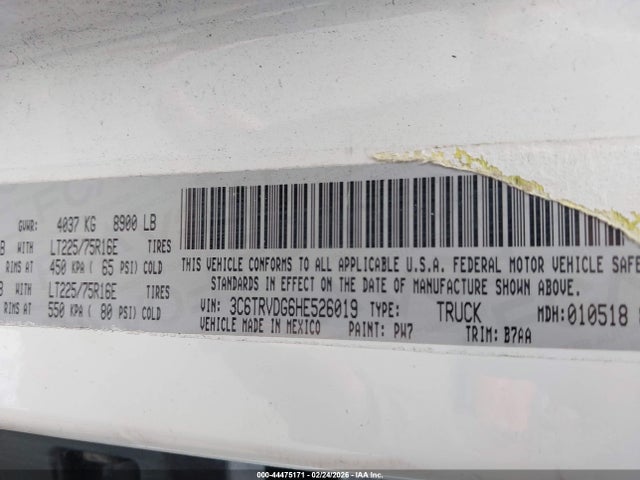 GVWR: 4037 KG 8900 LB
B WITH LT225/75R16E TIRES
RIMS AT 450 KPA ( 65 PSI) COLD
B WITH LT225/75R16E TIRES
RIMS AT 550 KPA ( 80 PSI) COLD
THIS VEHICLE CONFORMS TO ALL APPLICABLE U.S.A. FEDERAL MOTOR VEHICLE SAFE
STANDARDS IN EFFECT ON THE DATE OF MANUFACTURE SHOWN ABOVE.
VIN: 3C6TRVDG6HE526019 TYPE: TRUCK MDH: 010518
VEHICLE MADE IN MEXICO PAINT: PW7 TRIM: B7AA
000-44475171 - 02/24/2026 - IAA Inc.